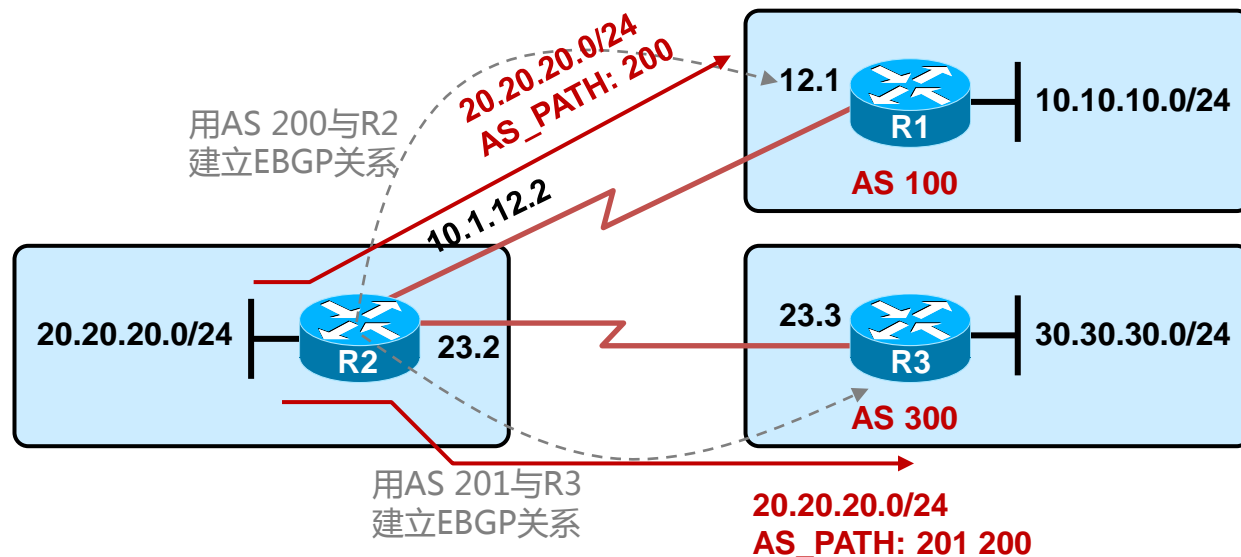 20.20.20.0/24
AS_PATH: 200
用AS 200与R2
建立EBGP关系
10.1.12.2
12.1
R1
10.10.10.0/24
AS 100
20.20.20.0/24
R2
23.2
23.3
R3
30.30.30.0/24
AS 300
用AS 201与R3
建立EBGP关系
20.20.20.0/24
AS_PATH: 201 200